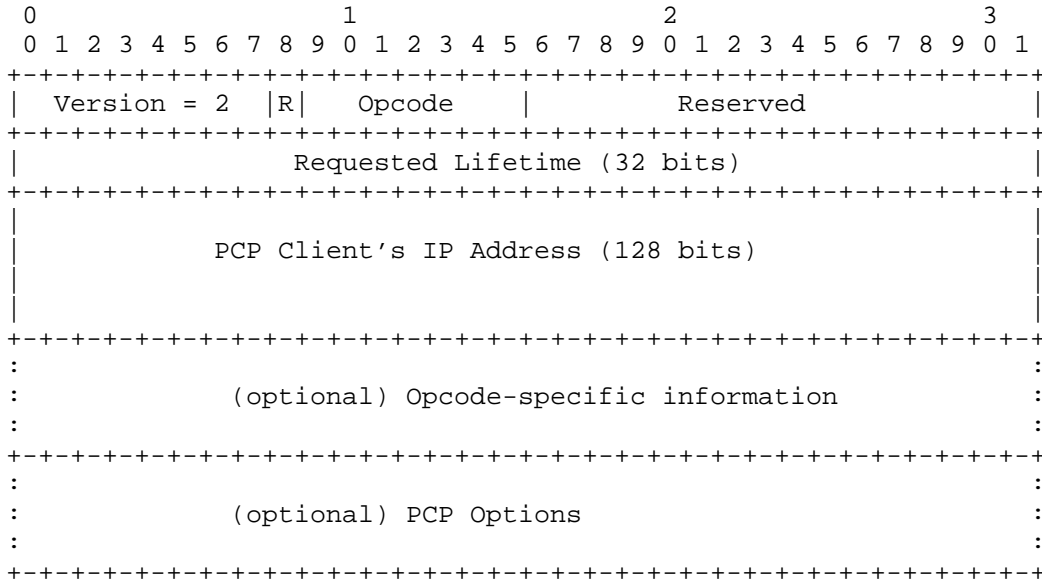 0                   1                   2                   3
 0 1 2 3 4 5 6 7 8 9 0 1 2 3 4 5 6 7 8 9 0 1 2 3 4 5 6 7 8 9 0 1
+-+-+-+-+-+-+-+-+-+-+-+-+-+-+-+-+-+-+-+-+-+-+-+-+-+-+-+-+-+-+-+-+
|  Version = 2  |R|   Opcode    |         Reserved              |
+-+-+-+-+-+-+-+-+-+-+-+-+-+-+-+-+-+-+-+-+-+-+-+-+-+-+-+-+-+-+-+-+
|                 Requested Lifetime (32 bits)                  |
+-+-+-+-+-+-+-+-+-+-+-+-+-+-+-+-+-+-+-+-+-+-+-+-+-+-+-+-+-+-+-+-+
|                                                               |
|            PCP Client’s IP Address (128 bits)                 |
|                                                               |
|                                                               |
+-+-+-+-+-+-+-+-+-+-+-+-+-+-+-+-+-+-+-+-+-+-+-+-+-+-+-+-+-+-+-+-+
:                                                               :
:             (optional) Opcode-specific information            :
:                                                               :
+-+-+-+-+-+-+-+-+-+-+-+-+-+-+-+-+-+-+-+-+-+-+-+-+-+-+-+-+-+-+-+-+
:                                                               :
:             (optional) PCP Options                            :
:                                                               :
+-+-+-+-+-+-+-+-+-+-+-+-+-+-+-+-+-+-+-+-+-+-+-+-+-+-+-+-+-+-+-+-+